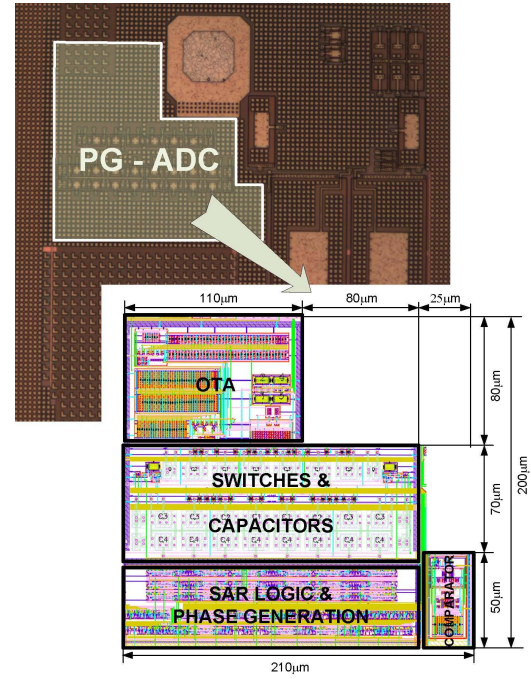 PG - ADC
110µm
80µm
25µm
OTA
80µm
SWITCHES &
CAPACITORS
70µm
200µm
SAR LOGIC &
PHASE GENERATION
COMPARATOR
50µm
210µm